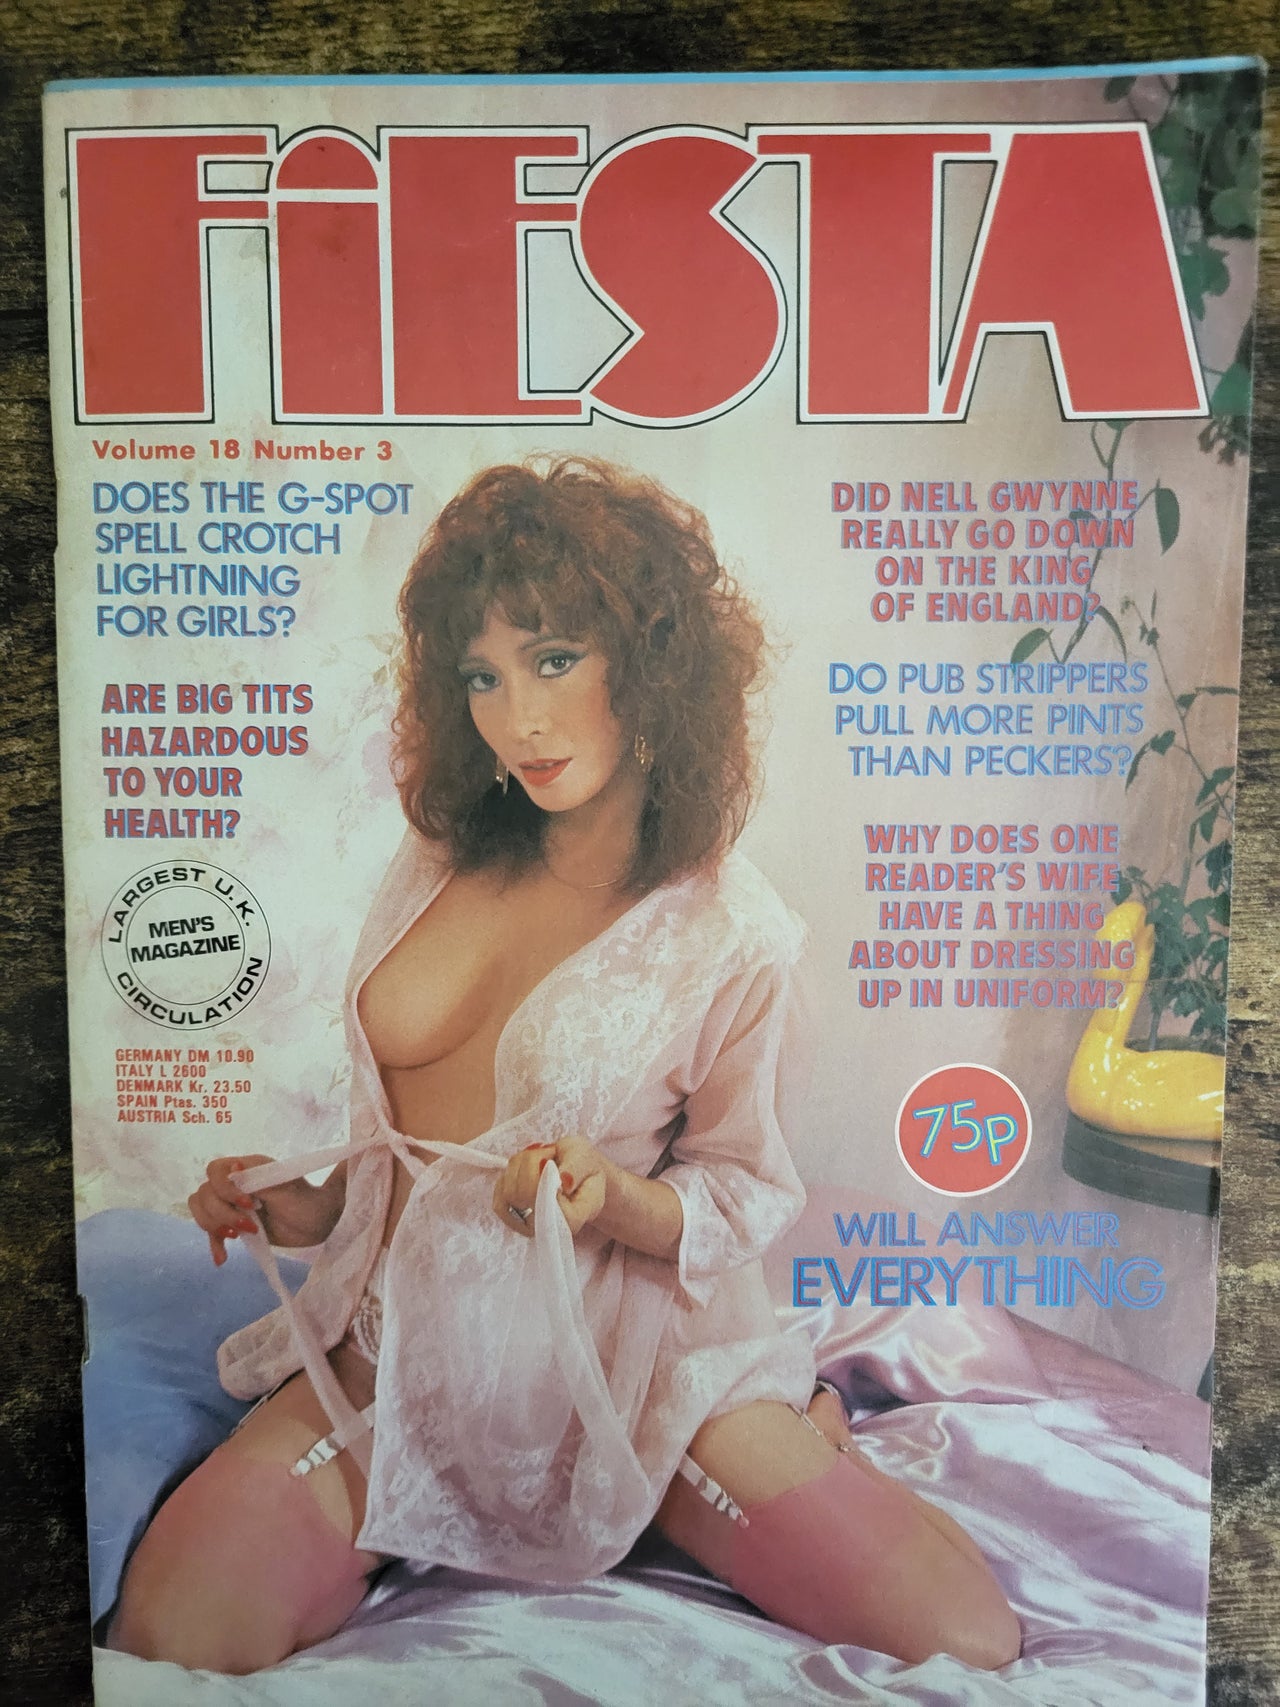 FiESTA
Volume 18 Number 3
DOES THE G-SPOT
SPELL CROTCH
LIGHTNING
FOR GIRLS?
ARE BIG TITS
HAZARDOUS
TO YOUR
HEALTH?
LARGEST U.K.
MEN'S
MAGAZINE
CIRCULATION
GERMANY DM 10.90
ITALY L 2600
DENMARK Kr. 23.50
SPAIN Ptas. 350
AUSTRIA Sch. 65
DID NELL GWYNNE
REALLY GO DOWN
ON THE KING
OF ENGLAND?
DO PUB STRIPPERS
PULL MORE PINTS
THAN PECKERS?
WHY DOES ONE
READER'S WIFE
HAVE A THING
ABOUT DRESSING
UP IN UNIFORM?
75p
WILL ANSWER
EVERYTHING